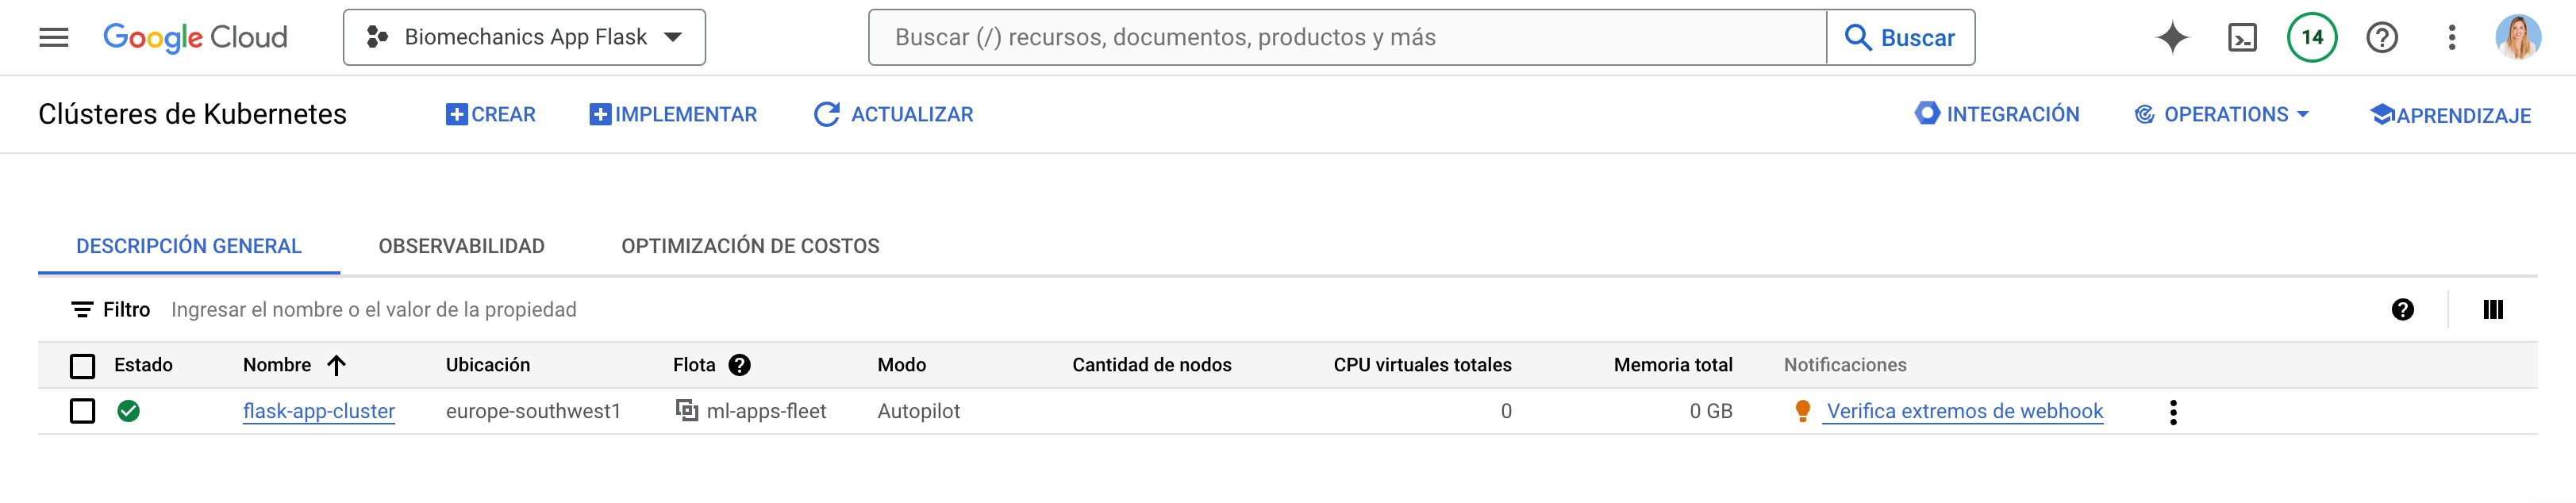 Google Cloud
Biomechanics App Flask
Buscar (/) recursos, documentos, productos y más
Buscar
14
Clústeres de Kubernetes
CREAR
IMPLEMENTAR
ACTUALIZAR
INTEGRACIÓN
OPERATIONS
APRENDIZAJE
DESCRIPCIÓN GENERAL
OBSERVABILIDAD
OPTIMIZACIÓN DE COSTOS
Filtro Ingresar el nombre o el valor de la propiedad
Estado Nombre Ubicación Flota Modo Cantidad de nodos CPU virtuales totales Memoria total Notificaciones
flask-app-cluster europe-southwest1 ml-apps-fleet Autopilot 0 0 GB Verifica extremos de webhook